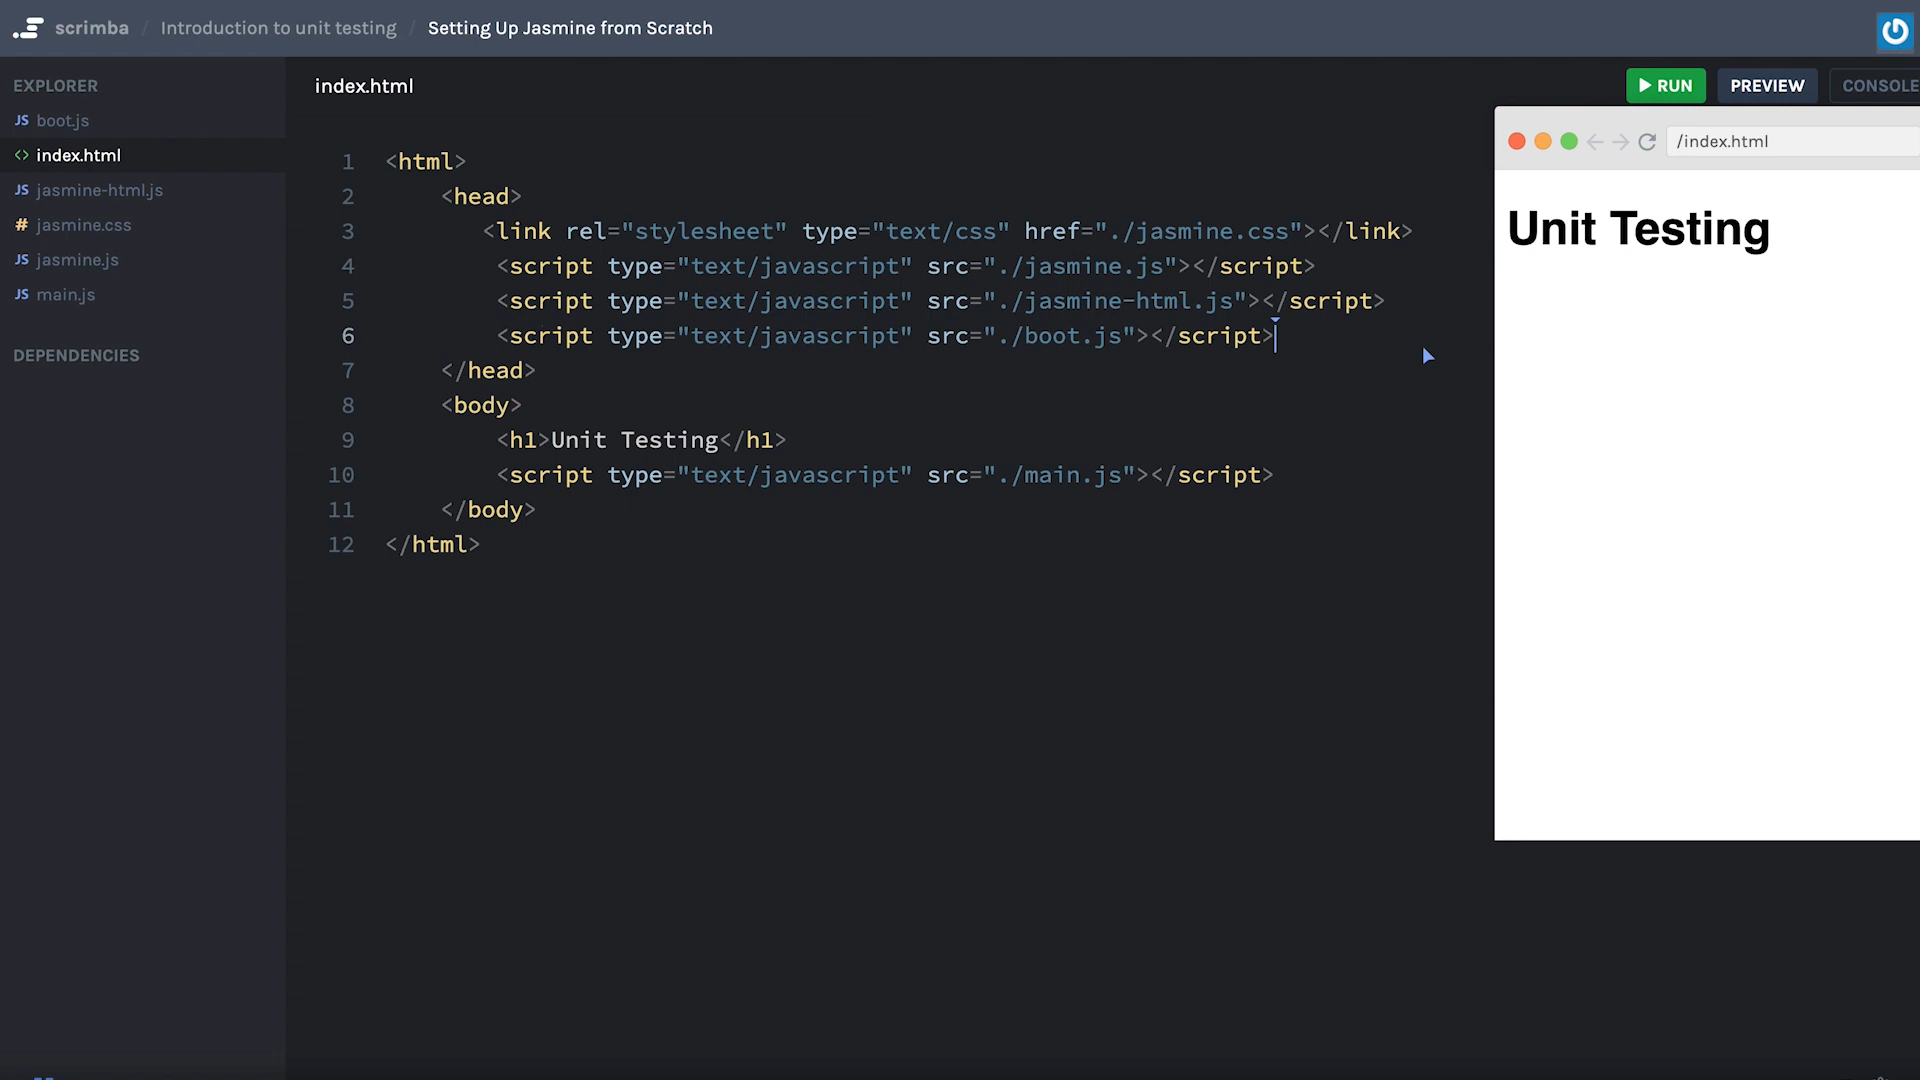 scrimba / Introduction to unit testing / Setting Up Jasmine from Scratch
EXPLORER
JS boot.js
<> index.html
JS jasmine-html.js
# jasmine.css
JS jasmine.js
JS main.js
DEPENDENCIES
index.html
RUN PREVIEW CONSOLE
1 <html>
2 <head>
3 <link rel="stylesheet" type="text/css" href="./jasmine.css"></link>
4 <script type="text/javascript" src="./jasmine.js"></script>
5 <script type="text/javascript" src="./jasmine-html.js"></script>
6 <script type="text/javascript" src="./boot.js"></script>
7 </head>
8 <body>
9 <h1>Unit Testing</h1>
10 <script type="text/javascript" src="./main.js"></script>
11 </body>
12 </html>
/index.html
Unit Testing